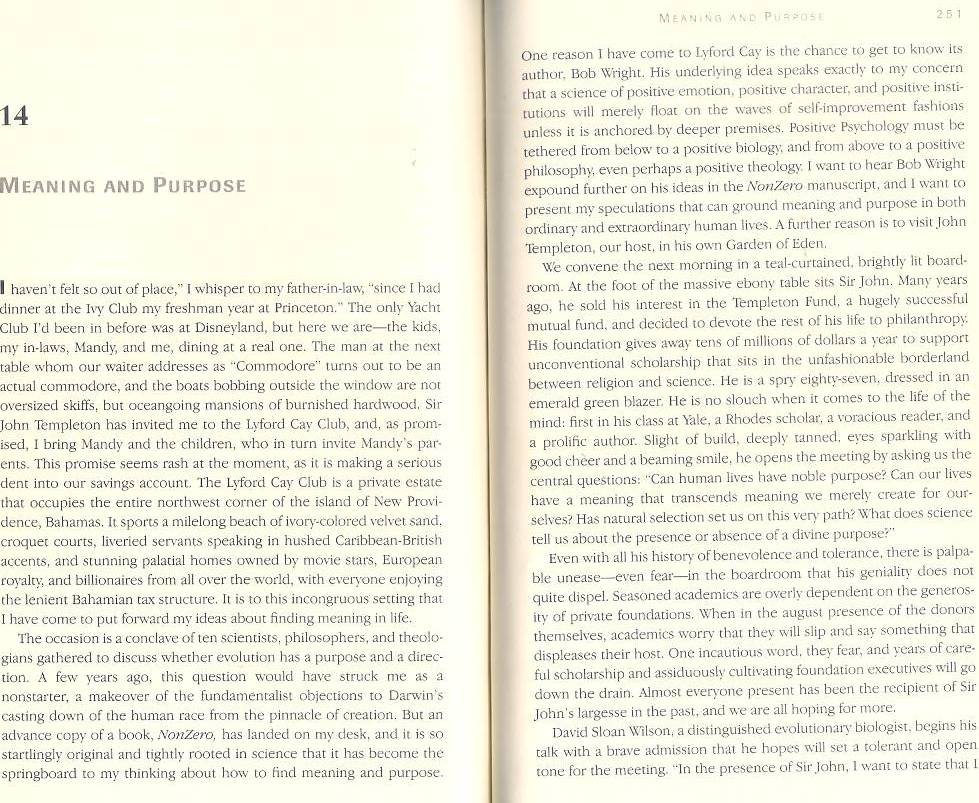 14
MEANING AND PURPOSE
I haven't felt so out of place," I whisper to my father-in-law, "since I had
dinner at the Ivy Club my freshman year at Princeton." The only Yacht
Club I'd been in before was at Disneyland, but here we are—the kids,
my in-laws, Mandy, and me, dining at a real one. The man at the next
table whom our waiter addresses as "Commodore" turns out to be an
actual commodore, and the boats bobbing outside the window are not
oversized skiffs, but oceangoing mansions of burnished hardwood. Sir
John Templeton has invited me to the Lyford Cay Club, and, as prom-
ised, I bring Mandy and the children, who in turn invite Mandy's par-
ents. This promise seems rash at the moment, as it is making a serious
dent into our savings account. The Lyford Cay Club is a private estate
that occupies the entire northwest corner of the island of New Provi-
dence, Bahamas. It sports a milelong beach of ivory-colored velvet sand,
croquet courts, liveried servants speaking in hushed Caribbean-British
accents, and stunning palatial homes owned by movie stars, European
royalty, and billionaires from all over the world, with everyone enjoying
the lenient Bahamian tax structure. It is to this incongruous setting that
I have come to put forward my ideas about finding meaning in life.
The occasion is a conclave of ten scientists, philosophers, and theolo-
gians gathered to discuss whether evolution has a purpose and a direc-
tion. A few years ago, this question would have struck me as a
nonstarter, a makeover of the fundamentalist objections to Darwin's
casting down of the human race from the pinnacle of creation. But an
advance copy of a book, NonZero, has landed on my desk, and it is so
startlingly original and tightly rooted in science that it has become the
springboard to my thinking about how to find meaning and purpose.
MEANING AND PURPOSE 251
One reason I have come to Lyford Cay is the chance to get to know its
author, Bob Wright. His underlying idea speaks exactly to my concern
that a science of positive emotion, positive character, and positive insti-
tutions will merely float on the waves of self-improvement fashions
unless it is anchored by deeper premises. Positive Psychology must be
tethered from below to a positive biology, and from above to a positive
philosophy, even perhaps a positive theology. I want to hear Bob Wright
expound further on his ideas in the NonZero manuscript, and I want to
present my speculations that can ground meaning and purpose in both
ordinary and extraordinary human lives. A further reason is to visit John
Templeton, our host, in his own Garden of Eden.
We convene the next morning in a teal-curtained, brightly lit board-
room. At the foot of the massive ebony table sits Sir John. Many years
ago, he sold his interest in the Templeton Fund, a hugely successful
mutual fund, and decided to devote the rest of his life to philanthropy.
His foundation gives away tens of millions of dollars a year to support
unconventional scholarship that sits in the unfashionable borderland
between religion and science. He is a spry eighty-seven, dressed in an
emerald green blazer. He is no slouch when it comes to the life of the
mind: first in his class at Yale, a Rhodes scholar, a voracious reader, and
a prolific author. Slight of build, deeply tanned, eyes sparkling with
good cheer and a beaming smile, he opens the meeting by asking us the
central questions: "Can human lives have noble purpose? Can our lives
have a meaning that transcends meaning we merely create for our-
selves? Has natural selection set us on this very path? What does science
tell us about the presence or absence of a divine purpose?"
Even with all his history of benevolence and tolerance, there is palpa-
ble unease—even fear—in the boardroom that his geniality does not
quite dispel. Seasoned academics are overly dependent on the generos-
ity of private foundations. When in the august presence of the donors
themselves, academics worry that they will slip and say something that
displeases their host. One incautious word, they fear, and years of care-
ful scholarship and assiduously cultivating foundation executives will go
down the drain. Almost everyone present has been the recipient of Sir
John's largesse in the past, and we are all hoping for more.
David Sloan Wilson, a distinguished evolutionary biologist, begins his
talk with a brave admission that he hopes will set a tolerant and open
tone for the meeting. "In the presence of Sir John, I want to state that I